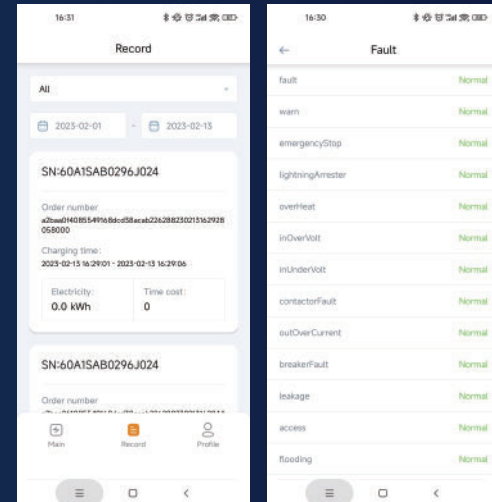 16:31
Record
All
2023-02-01 - 2023-02-13
SN:60A1SAB0296J024
Order number
058000
Charging time:
2023-02-13 16:29:01 - 2023-02-13 16:29:06
Electricity: Time cost:
0.0 kWh 0
SN:60A1SAB0296J024
Order number
Main Record Profile
16:30
Fault
fault Normal
warn Normal
emergencyStop Normal
lightningArrester Normal
overHeat Normal
inOverVolt Normal
inUnderVolt Normal
contactorFault Normal
outOverCurrent Normal
breakerFault Normal
leakage Normal
access Normal
flooding Normal